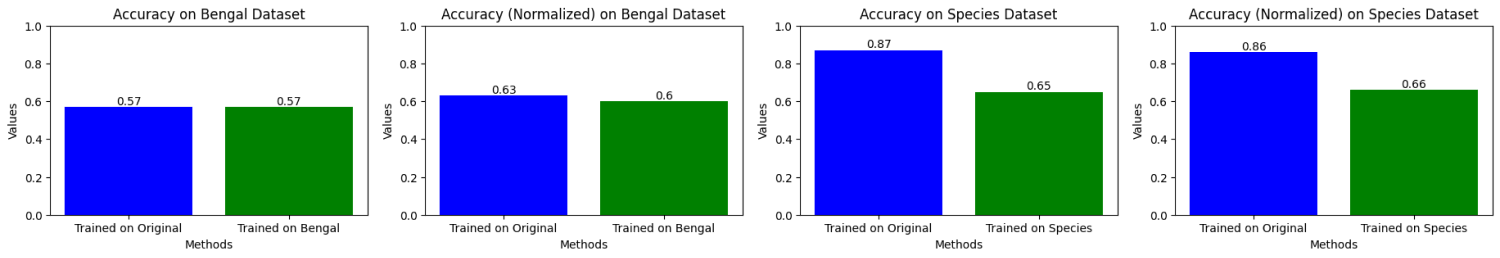 Accuracy on Bengal Dataset
1.0
0.8
0.6
0.4
0.2
0.0
Values
0.57
0.57
Trained on Original
Trained on Bengal
Methods
Accuracy (Normalized) on Bengal Dataset
1.0
0.8
0.6
0.4
0.2
0.0
Values
0.63
0.6
Trained on Original
Trained on Bengal
Methods
Accuracy on Species Dataset
1.0
0.8
0.6
0.4
0.2
0.0
Values
0.87
0.65
Trained on Original
Trained on Species
Methods
Accuracy (Normalized) on Species Dataset
1.0
0.8
0.6
0.4
0.2
0.0
Values
0.86
0.66
Trained on Original
Trained on Species
Methods